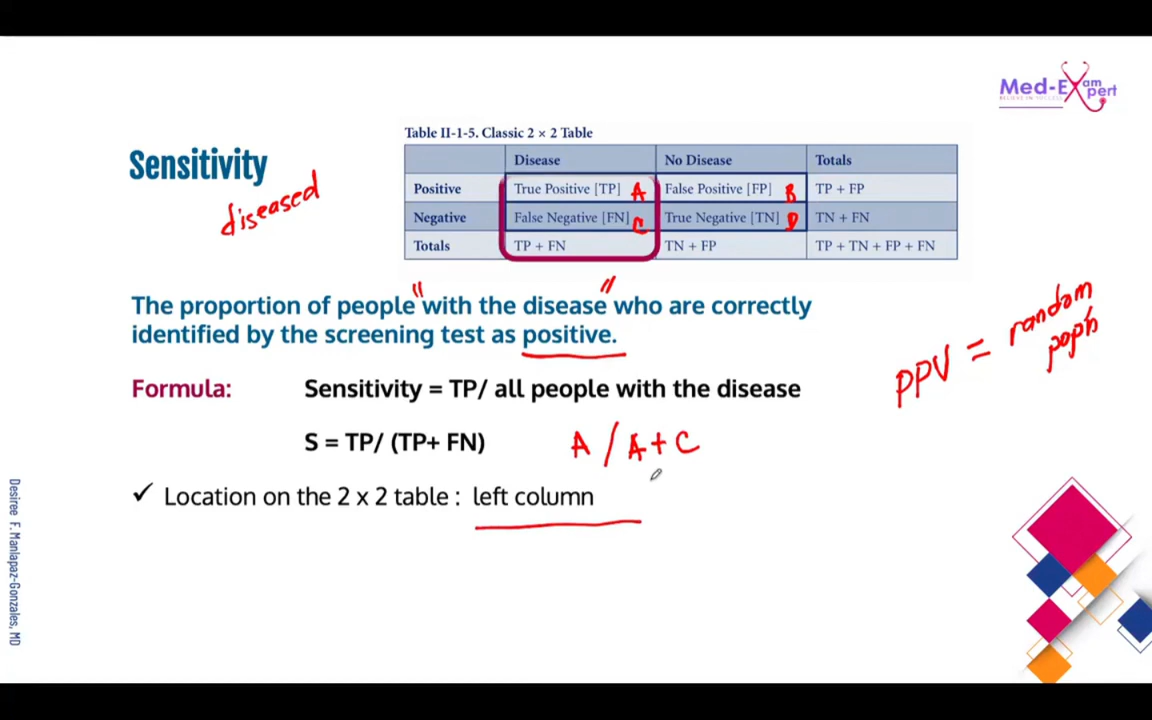 Med-Exam
pert
BELIEVE IN SUCCESS
Sensitivity
diseased
Table II-1-5. Classic 2 × 2 Table
Disease No Disease Totals
Positive True Positive [TP] A False Positive [FP] B TP + FP
Negative False Negative [FN] C True Negative [TN] D TN + FN
Totals TP + FN TN + FP TP + TN + FP + FN
The proportion of people "with the disease" who are correctly
identified by the screening test as positive.
PPV = random
popn
Formula: Sensitivity = TP/ all people with the disease
S = TP/ (TP+ FN) A / A + C
✓ Location on the 2 x 2 table : left column
Desiree F. Manlapaz-Gonzales, MD